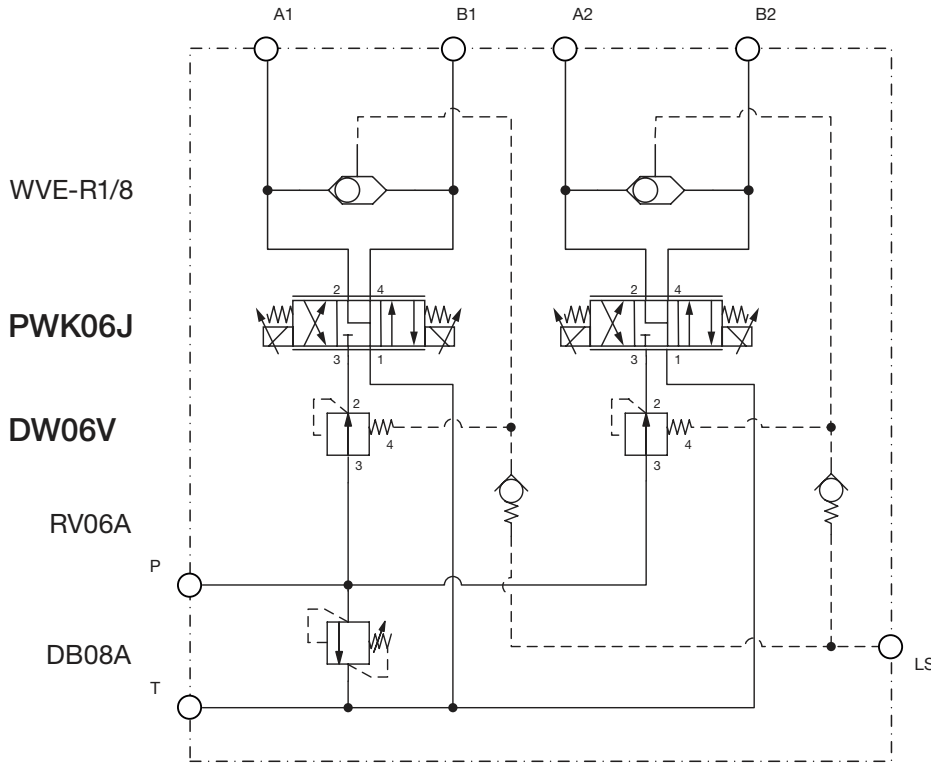 A1 B1 A2 B2
WVE-R1/8
2 4 2 4
PWK06J
3 1 3 1
2 2
DW06V
4 4
3 3
RV06A
P
DB08A
LS
T